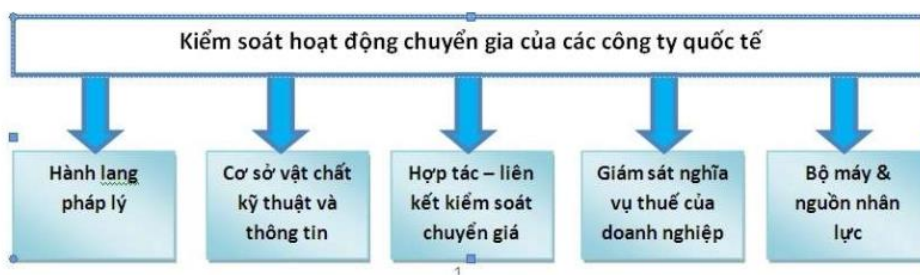 Kiểm soát hoạt động chuyển gia của các công ty quốc tế
Hành lang
pháp lý
Cơ sở vật chất
kỹ thuật và
thông tin
Hợp tác – liên
kết kiểm soát
chuyển giá
Giám sát nghĩa
vụ thuế của
doanh nghiệp
Bộ máy &
nguồn nhân
lực
1